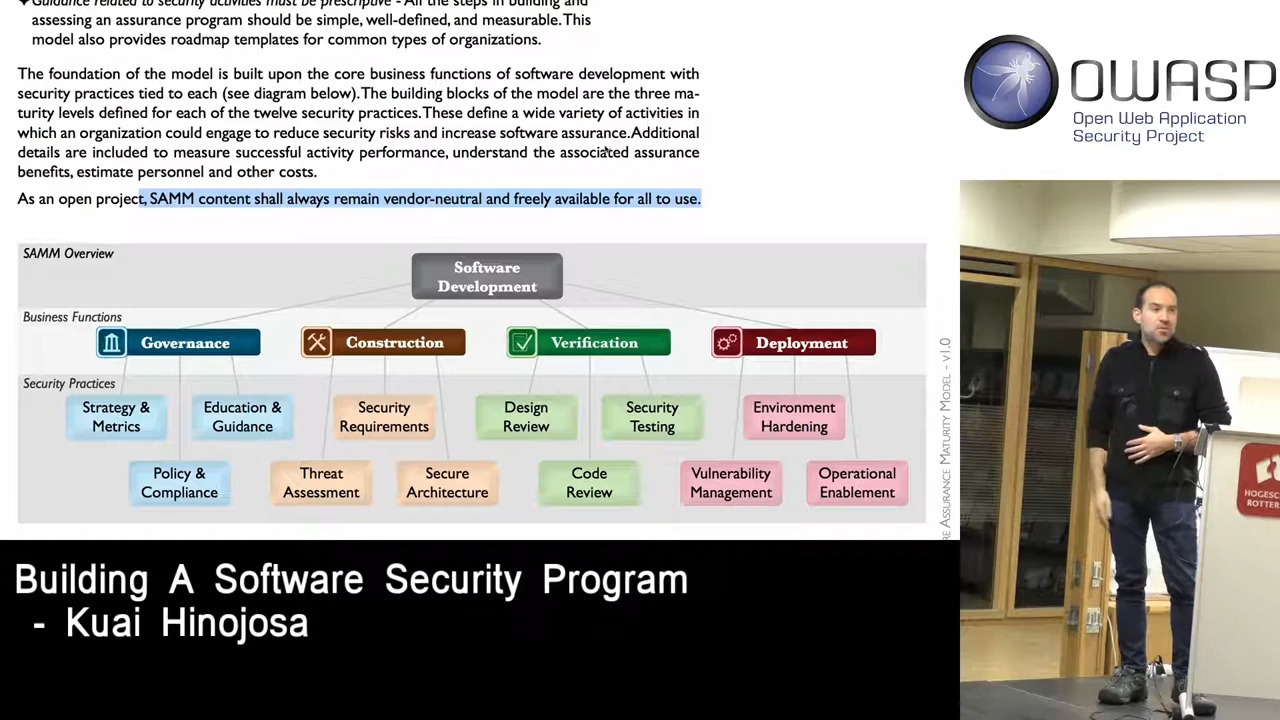 Guidance related to security activities must be prescriptive - All the steps in building and
assessing an assurance program should be simple, well-defined, and measurable. This
model also provides roadmap templates for common types of organizations.
The foundation of the model is built upon the core business functions of software development with
security practices tied to each (see diagram below). The building blocks of the model are the three ma-
turity levels defined for each of the twelve security practices. These define a wide variety of activities in
which an organization could engage to reduce security risks and increase software assurance. Additional
details are included to measure successful activity performance, understand the associated assurance
benefits, estimate personnel and other costs.
As an open project, SAMM content shall always remain vendor-neutral and freely available for all to use.
SAMM Overview
Software
Development
Business Functions
Governance
Construction
Verification
Deployment
Security Practices
Strategy &
Metrics
Education &
Guidance
Security
Requirements
Design
Review
Security
Testing
Environment
Hardening
Policy &
Compliance
Threat
Assessment
Secure
Architecture
Code
Review
Vulnerability
Management
Operational
Enablement
Assurance Maturity Model - v1.0
OWASP
Open Web Application
Security Project
HOGESC
ROTTER
Building A Software Security Program
- Kuai Hinojosa